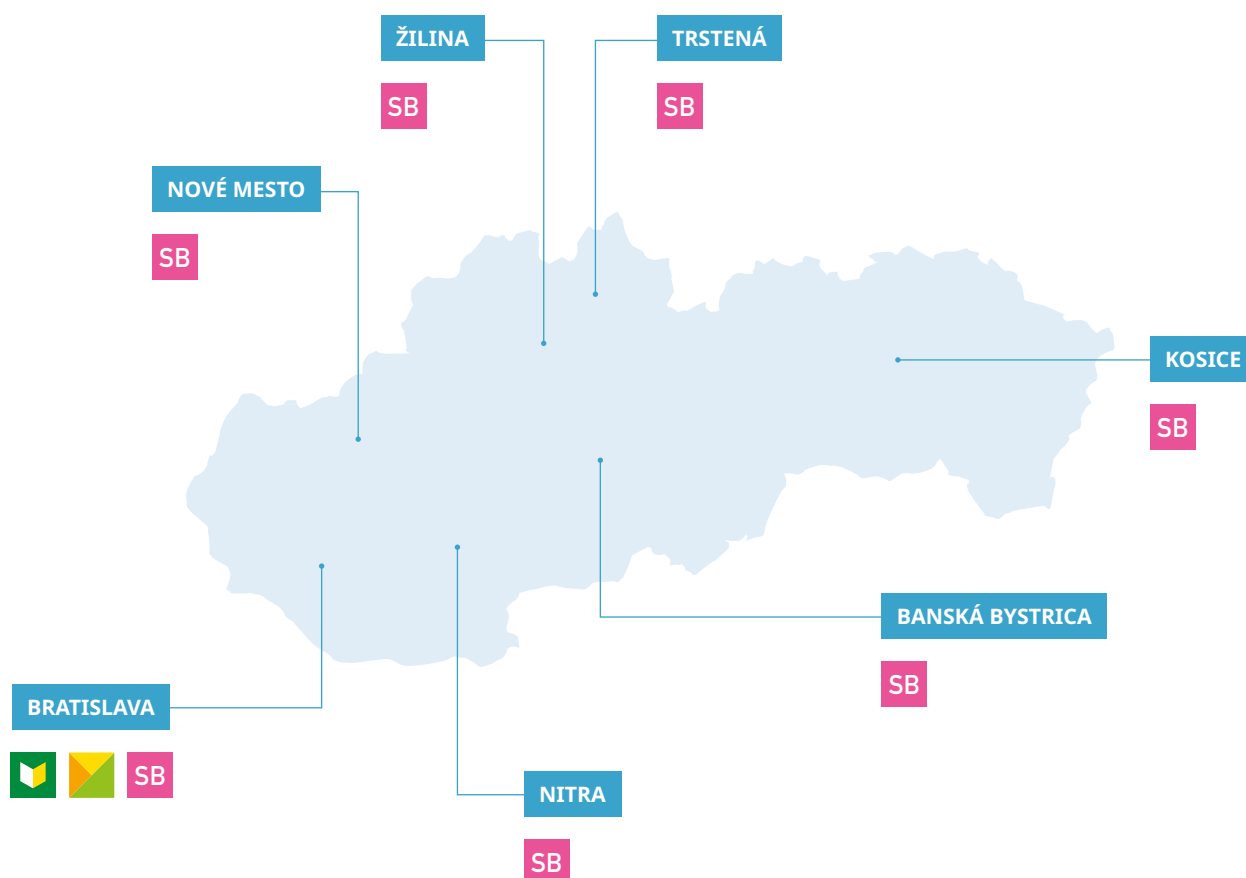 ŽILINA
SB
TRSTENÁ
SB
NOVÉ MESTO
SB
KOSICE
SB
BANSKÁ BYSTRICA
SB
BRATISLAVA
SB
NITRA
SB